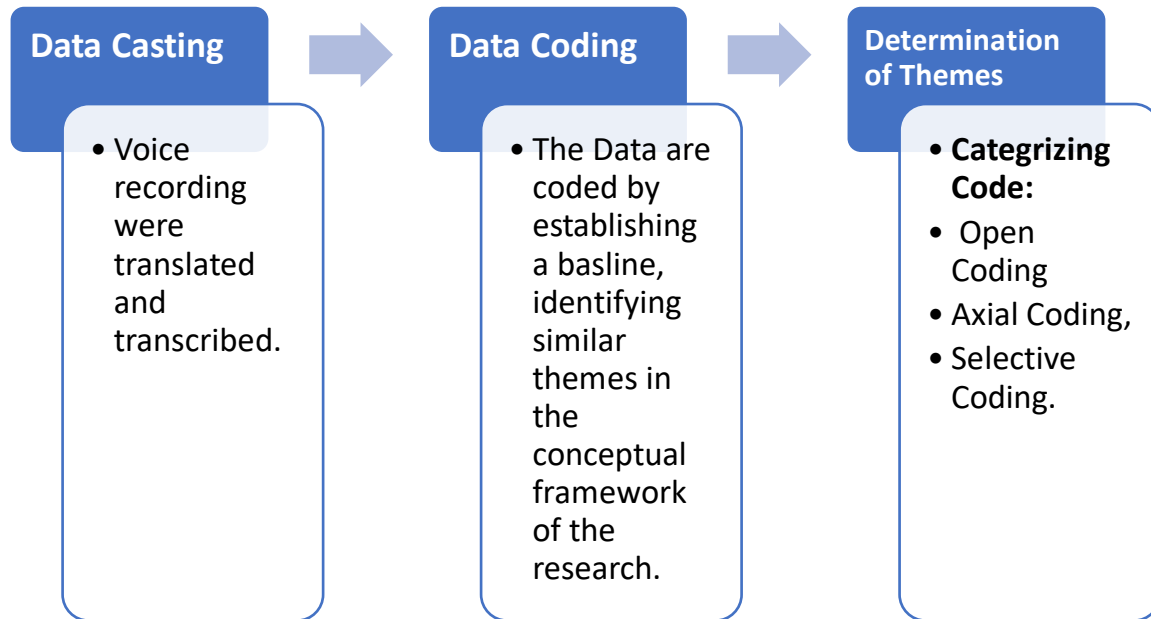 Data Casting
• Voice
recording
were
translated
and
transcribed.
Data Coding
• The Data are
coded by
establishing
a basline,
identifying
similar
themes in
the
conceptual
framework
of the
research.
Determination
of Themes
• Categrizing
Code:
• Open
Coding
• Axial Coding,
• Selective
Coding.